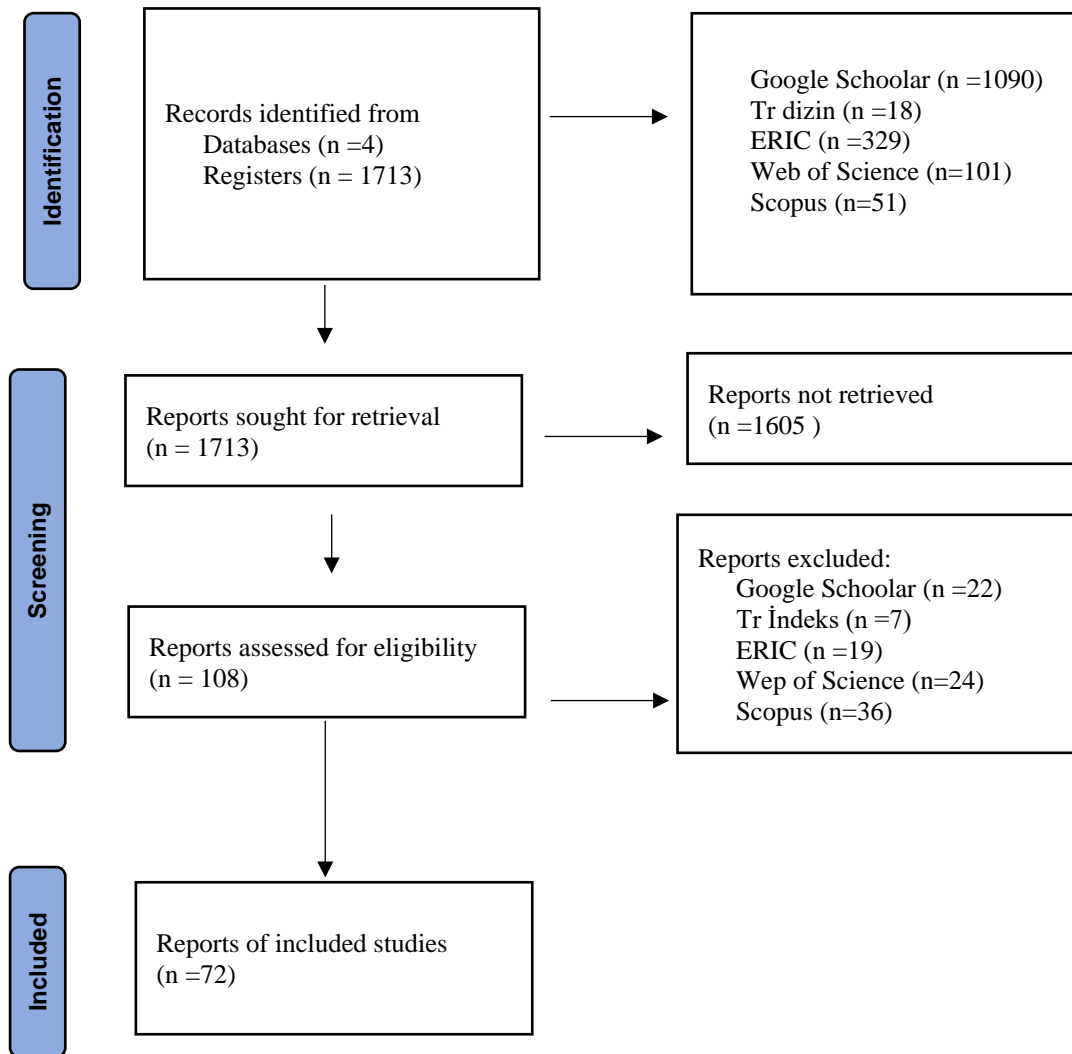 Identification
Records identified from
Databases (n =4)
Registers (n = 1713)
Google Schoolar (n =1090)
Tr dizin (n =18)
ERIC (n =329)
Web of Science (n=101)
Scopus (n=51)
Screening
Reports sought for retrieval
(n = 1713)
Reports not retrieved
(n =1605 )
Reports assessed for eligibility
(n = 108)
Reports excluded:
Google Schoolar (n =22)
Tr İndeks (n =7)
ERIC (n =19)
Wep of Science (n=24)
Scopus (n=36)
Included
Reports of included studies
(n =72)